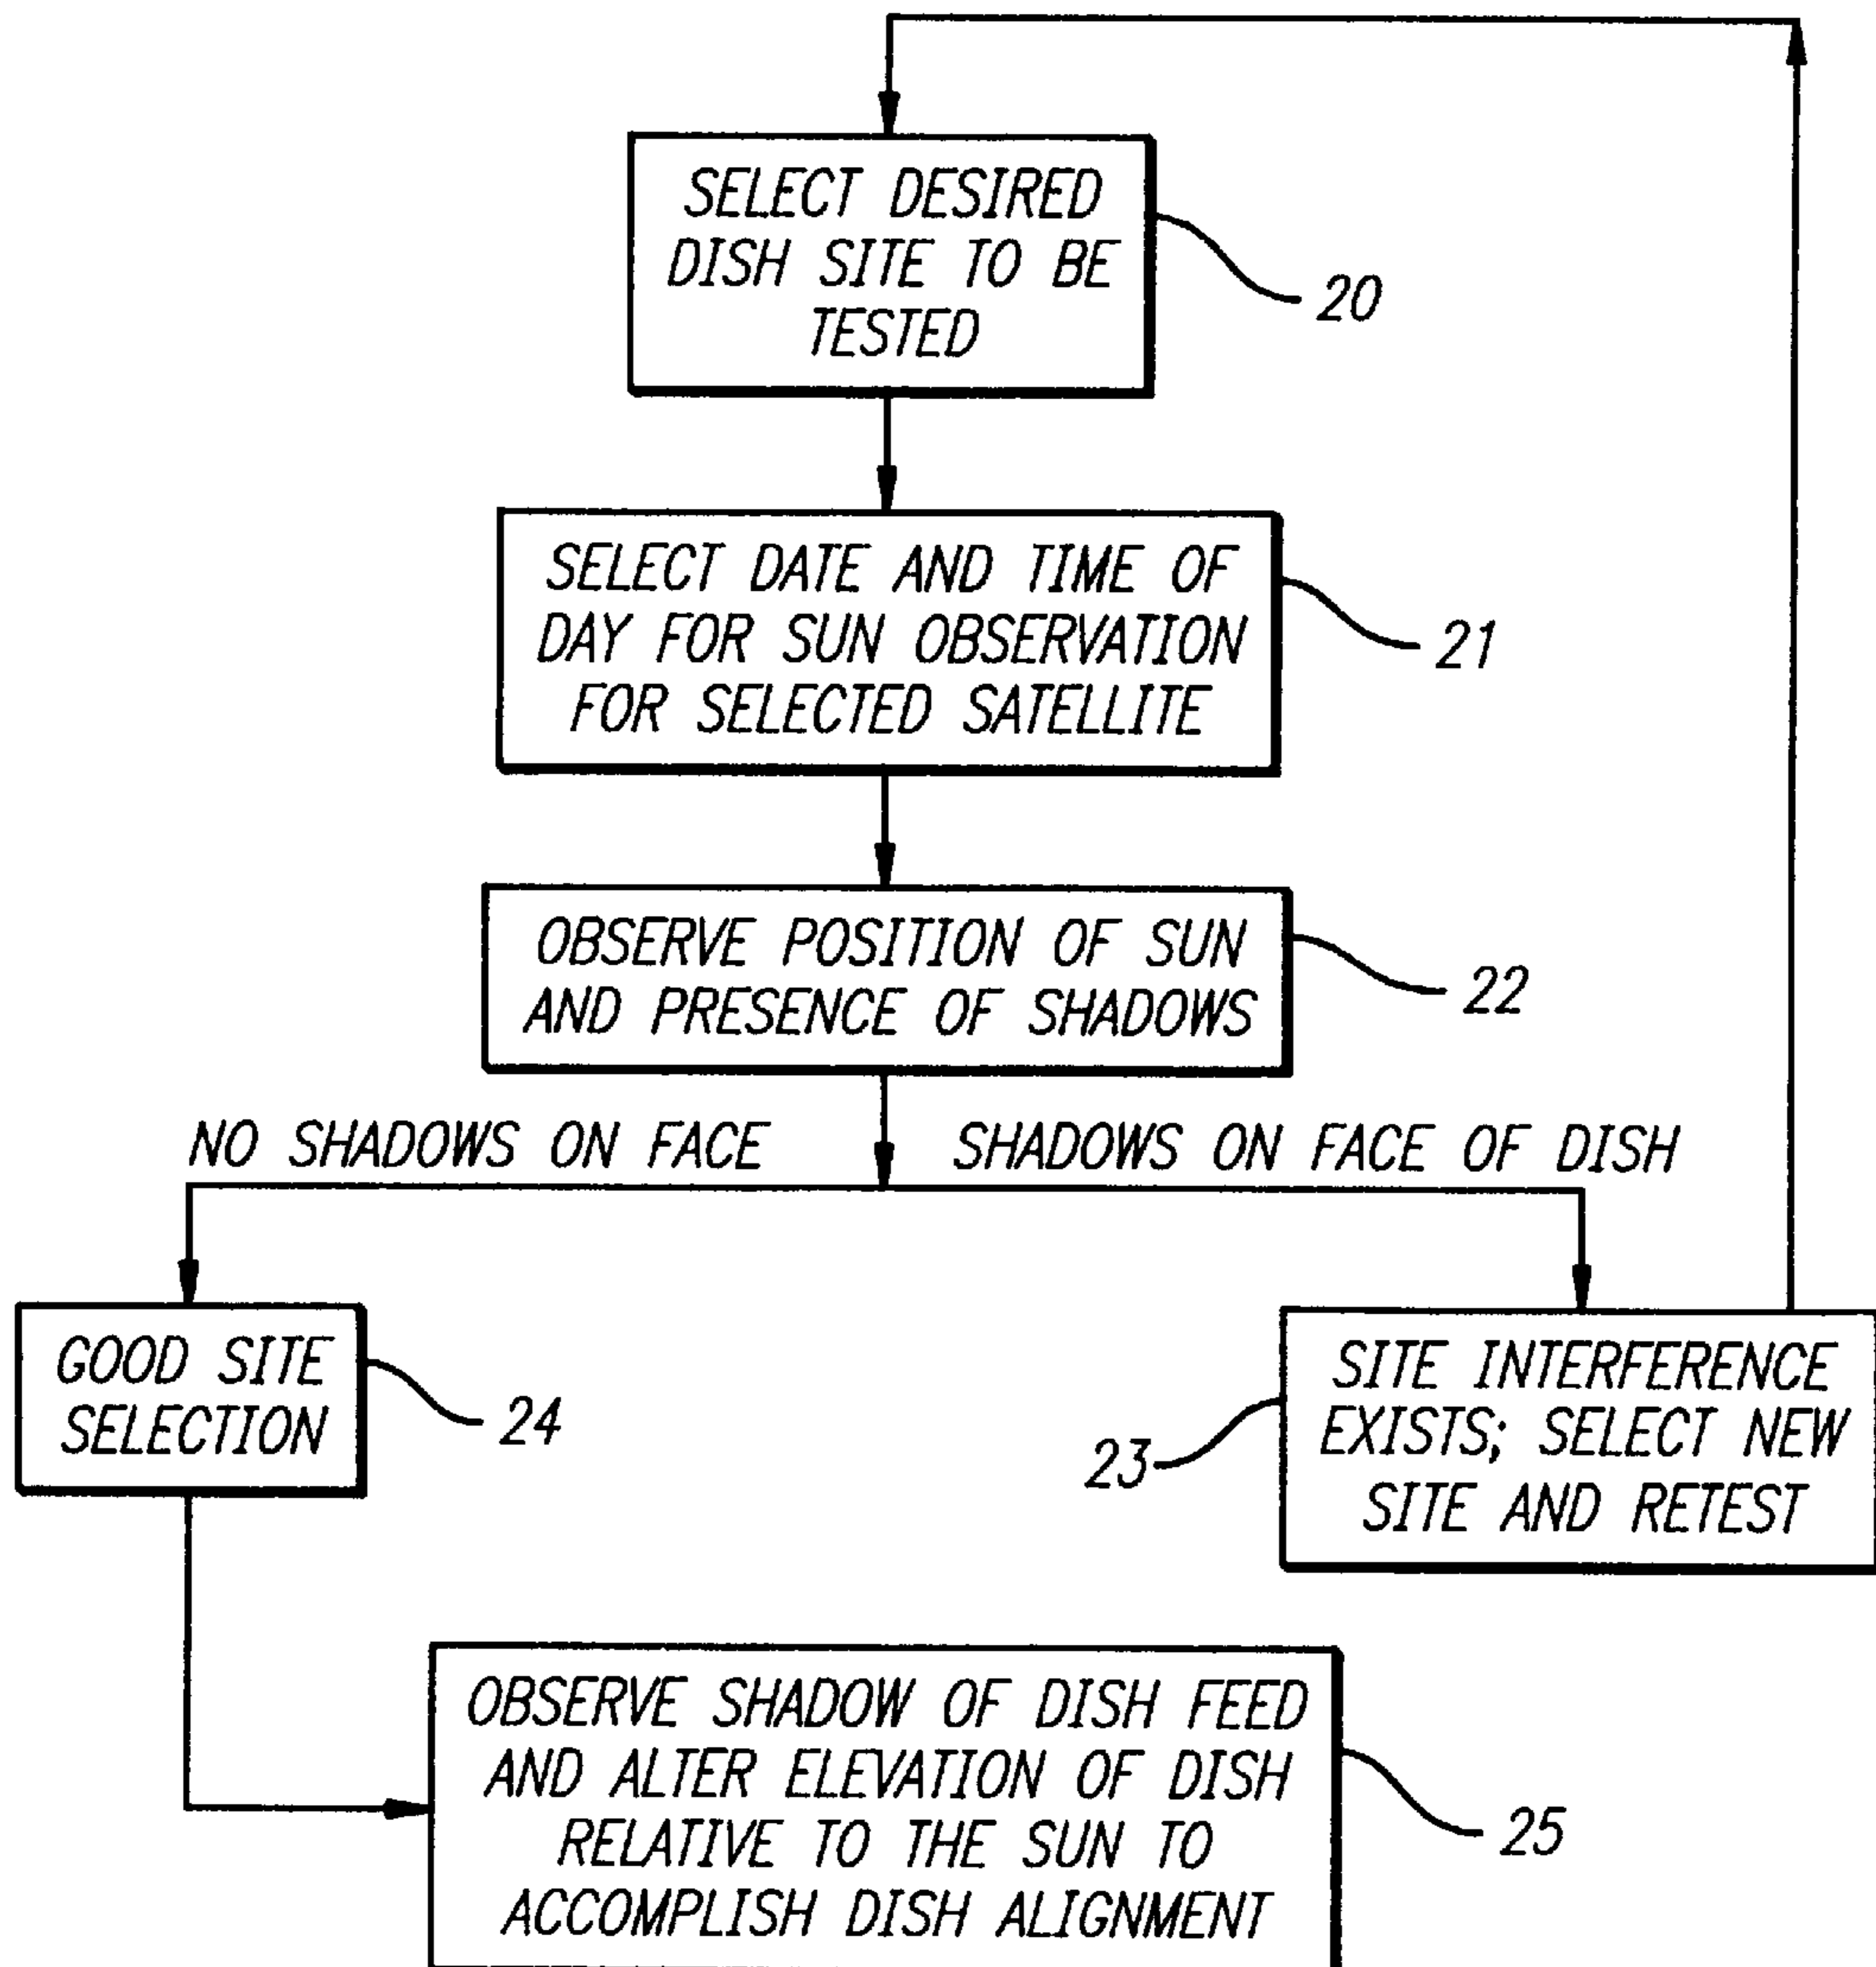 SELECT DESIRED
DISH SITE TO BE
TESTED
20
SELECT DATE AND TIME OF
DAY FOR SUN OBSERVATION
FOR SELECTED SATELLITE
21
OBSERVE POSITION OF SUN
AND PRESENCE OF SHADOWS
22
NO SHADOWS ON FACE
SHADOWS ON FACE OF DISH
GOOD SITE
SELECTION
24
SITE INTERFERENCE
EXISTS; SELECT NEW
SITE AND RETEST
23
OBSERVE SHADOW OF DISH FEED
AND ALTER ELEVATION OF DISH
RELATIVE TO THE SUN TO
ACCOMPLISH DISH ALIGNMENT
25